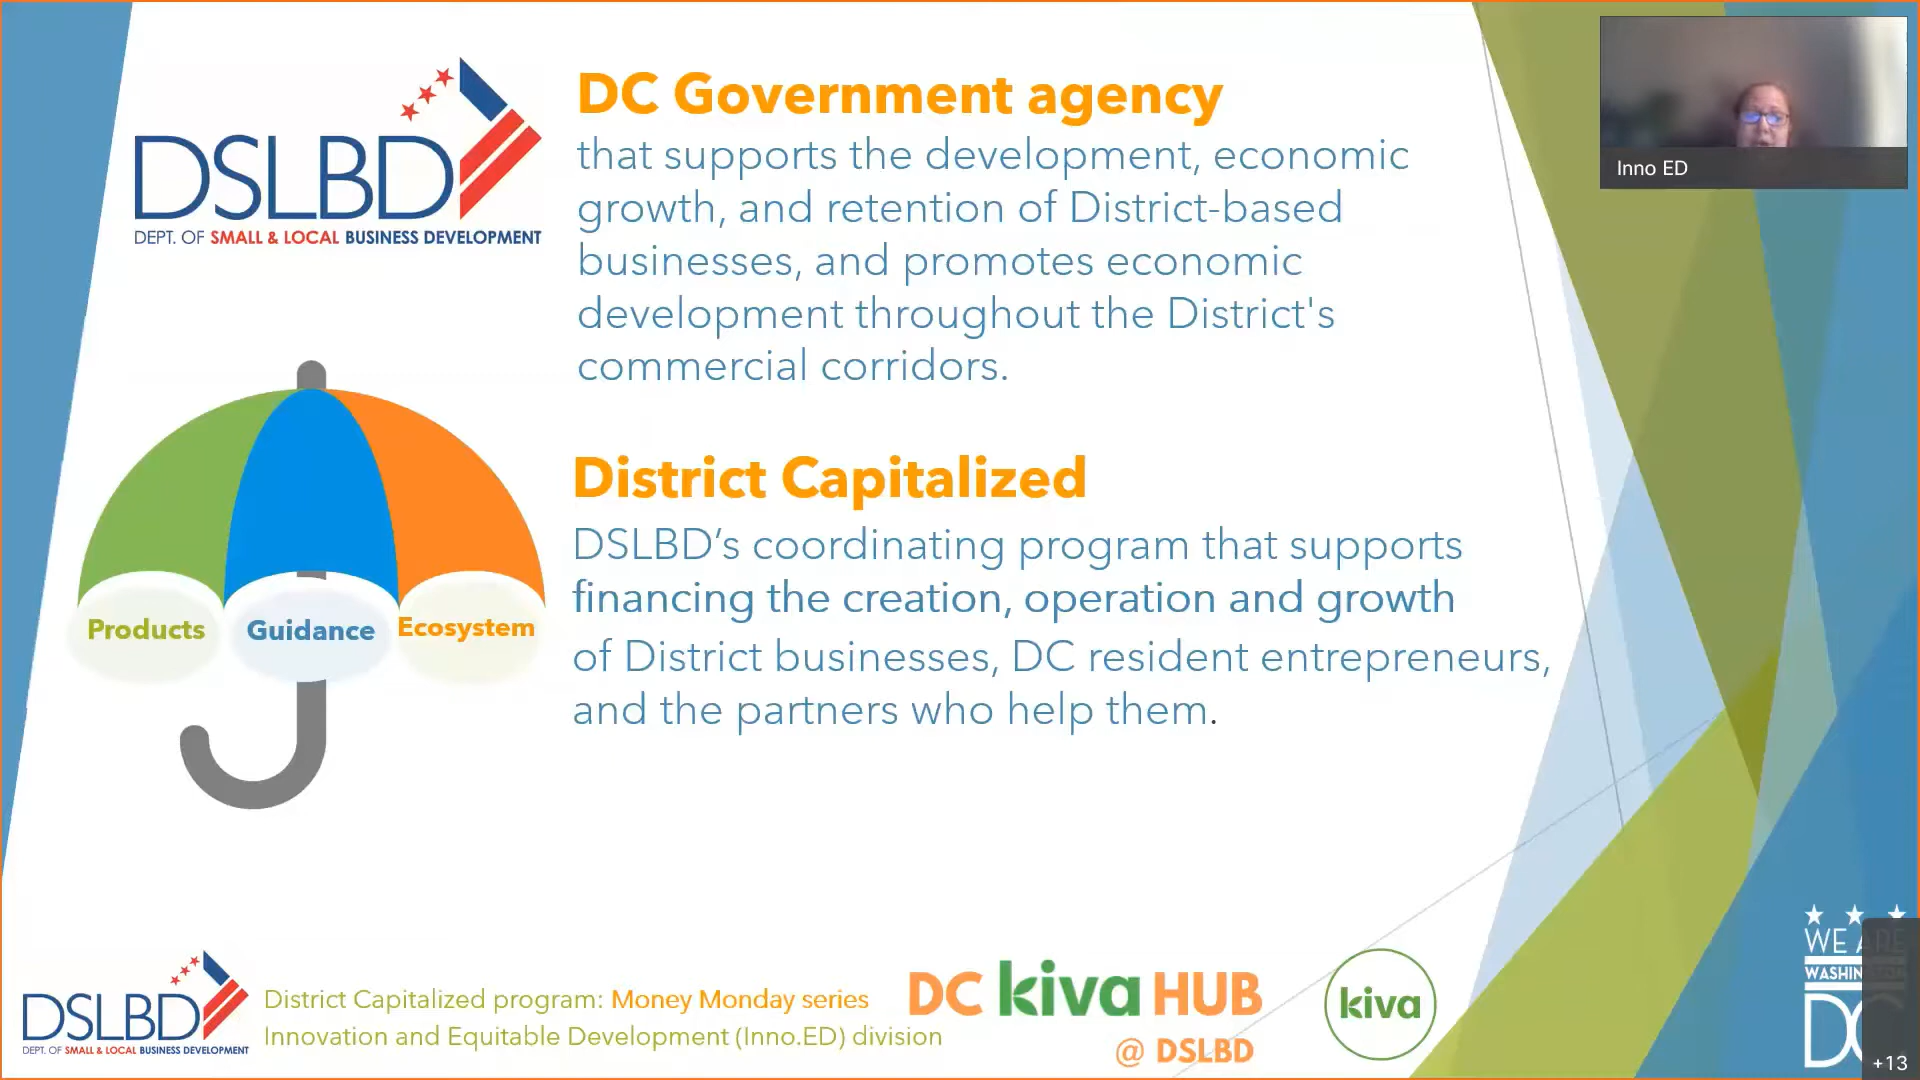 DSLBD
DEPT. OF SMALL & LOCAL BUSINESS DEVELOPMENT
DC Government agency
that supports the development, economic
growth, and retention of District-based
businesses, and promotes economic
development throughout the District's
commercial corridors.
Inno ED
Products
Guidance
Ecosystem
District Capitalized
DSLBD’s coordinating program that supports
financing the creation, operation and growth
of District businesses, DC resident entrepreneurs,
and the partners who help them.
DSLBD
DEPT. OF SMALL & LOCAL BUSINESS DEVELOPMENT
District Capitalized program: Money Monday series
Innovation and Equitable Development (Inno.ED) division
DC kiva HUB
@ DSLBD
kiva
WE ARE
WASHINGTON
DC
+13